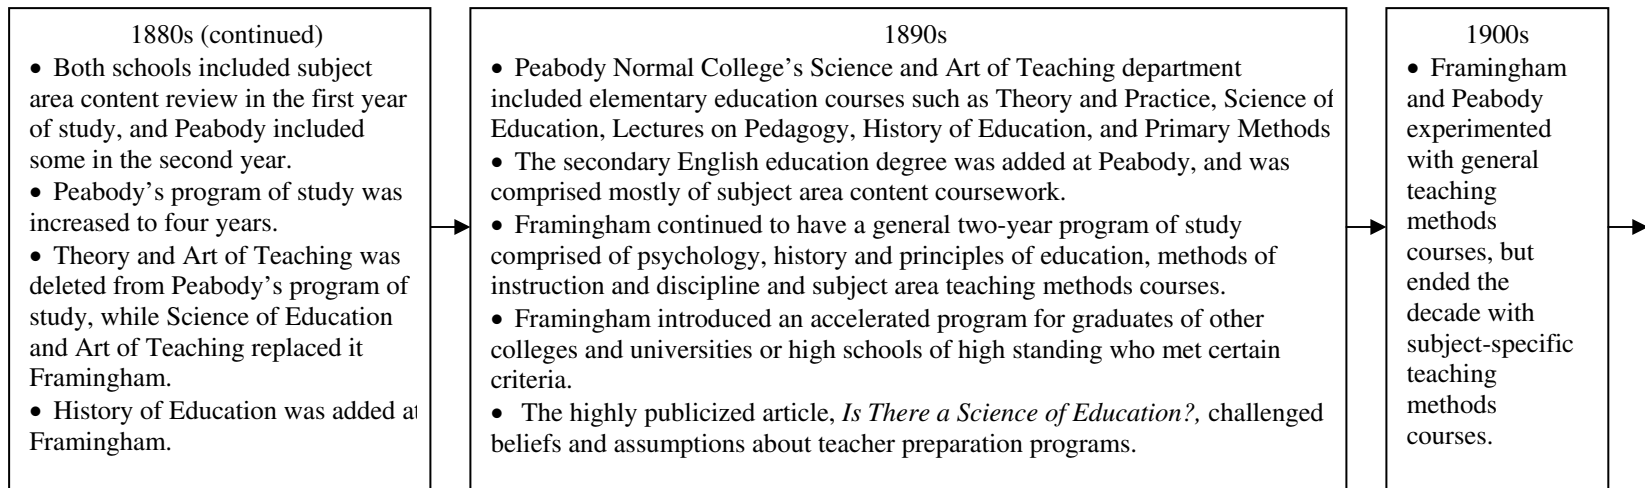 1880s (continued)
• Both schools included subject
area content review in the first year
of study, and Peabody included
some in the second year.
• Peabody's program of study was
increased to four years.
• Theory and Art of Teaching was
deleted from Peabody's program of
study, while Science of Education
and Art of Teaching replaced it
Framingham.
• History of Education was added at
Framingham.
1890s
• Peabody Normal College's Science and Art of Teaching department
included elementary education courses such as Theory and Practice, Science of
Education, Lectures on Pedagogy, History of Education, and Primary Methods
• The secondary English education degree was added at Peabody, and was
comprised mostly of subject area content coursework.
• Framingham continued to have a general two-year program of study
comprised of psychology, history and principles of education, methods of
instruction and discipline and subject area teaching methods courses.
• Framingham introduced an accelerated program for graduates of other
colleges and universities or high schools of high standing who met certain
criteria.
• The highly publicized article, Is There a Science of Education?, challenged
beliefs and assumptions about teacher preparation programs.
1900s
• Framingham
and Peabody
experimented
with general
teaching
methods
courses, but
ended the
decade with
subject-specific
teaching
methods
courses.